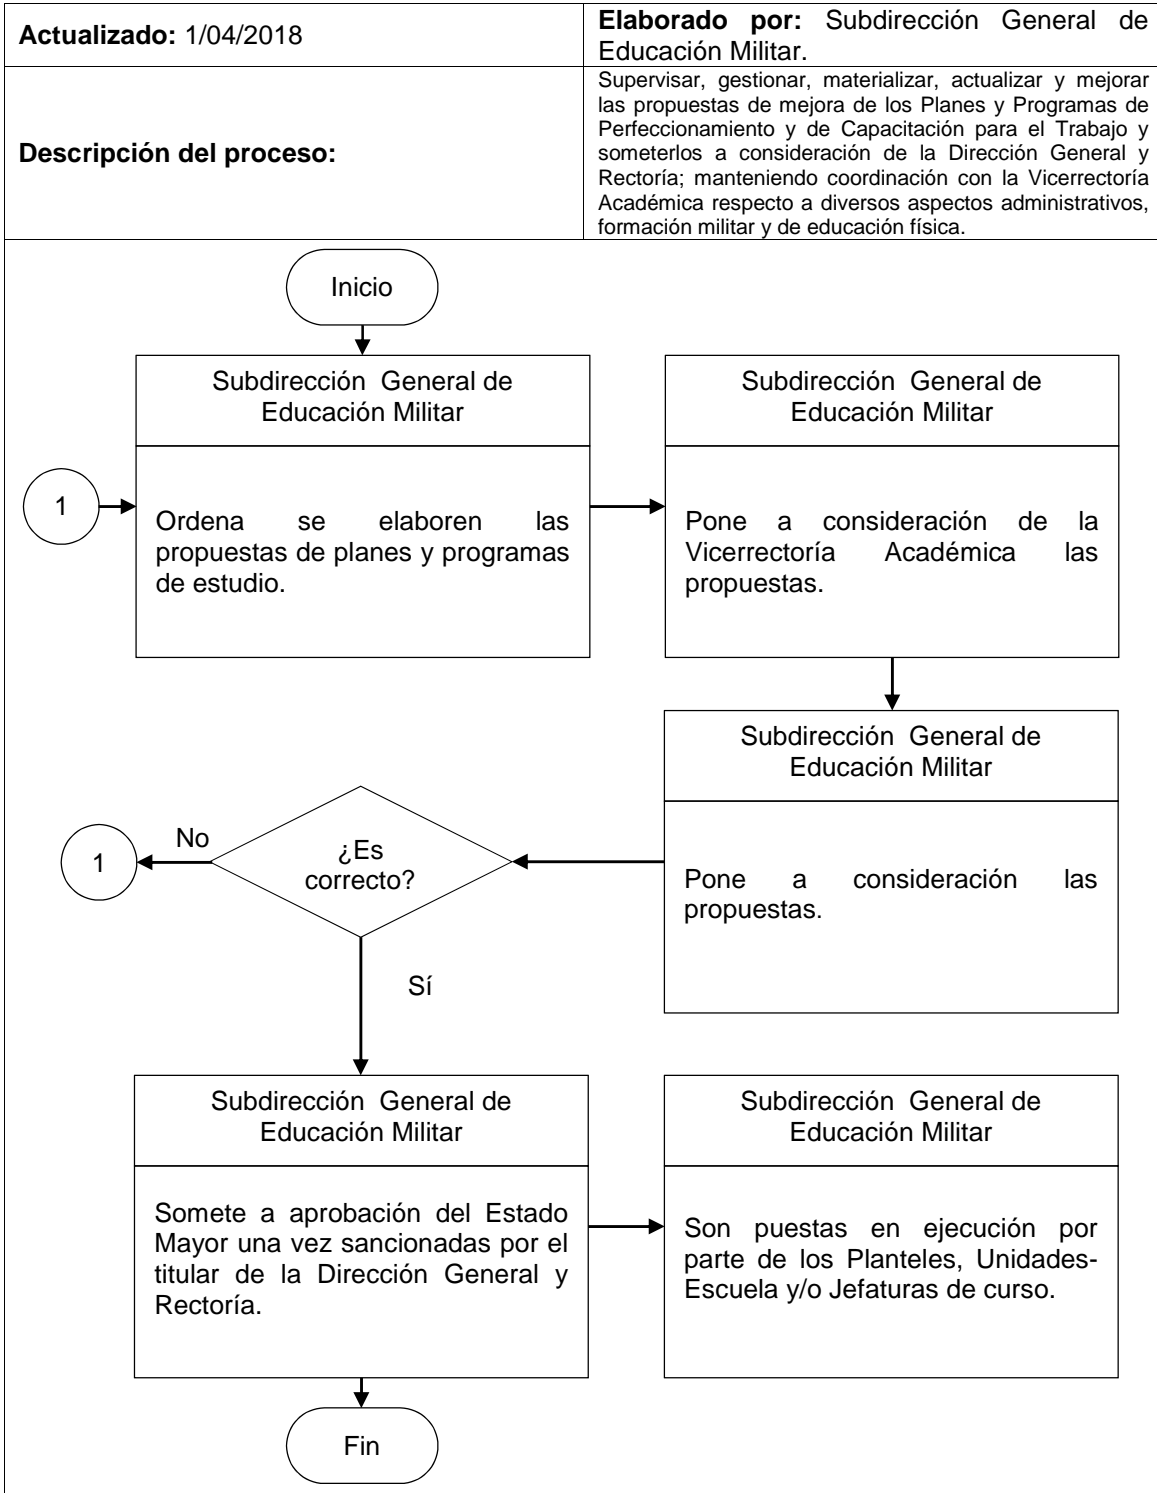 Actualizado: 1/04/2018
Elaborado por: Subdirección General de
Educación Militar.
Descripción del proceso:
Supervisar, gestionar, materializar, actualizar y mejorar
las propuestas de mejora de los Planes y Programas de
Perfeccionamiento y de Capacitación para el Trabajo y
someterlos a consideración de la Dirección General y
Rectoría; manteniendo coordinación con la Vicerrectoría
Académica respecto a diversos aspectos administrativos,
formación militar y de educación física.
Inicio
Subdirección General de
Educación Militar
1
Ordena se elaboren las
propuestas de planes y programas
de estudio.
Subdirección General de
Educación Militar
Pone a consideración de la
Vicerrectoría Académica las
propuestas.
Subdirección General de
Educación Militar
Pone a consideración las
propuestas.
¿Es
correcto?
No
1
Sí
Subdirección General de
Educación Militar
Somete a aprobación del Estado
Mayor una vez sancionadas por el
titular de la Dirección General y
Rectoría.
Subdirección General de
Educación Militar
Son puestas en ejecución por
parte de los Planteles, Unidades-
Escuela y/o Jefaturas de curso.
Fin